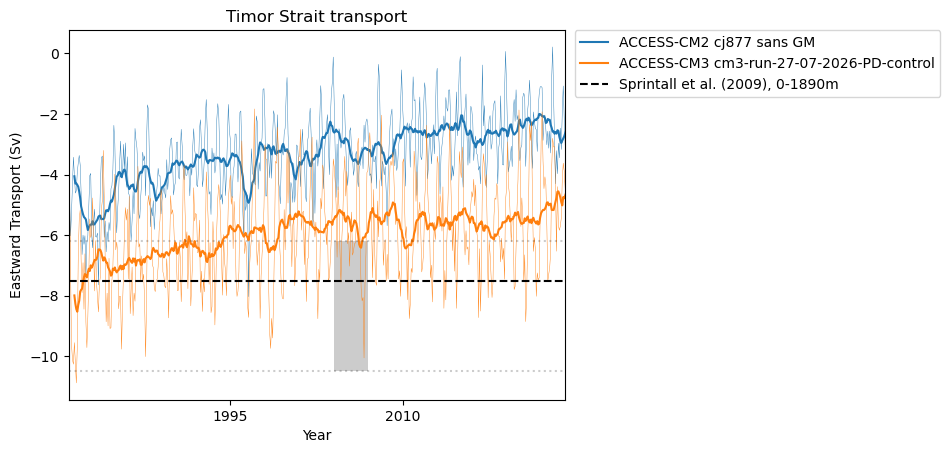 Timor Strait transport
ACCESS-CM2 cj877 sans GM
ACCESS-CM3 cm3-run-27-07-2026-PD-control
Sprintall et al. (2009), 0-1890m
Eastward Transport (Sv)
0
−2
−4
−6
−8
−10
1995
2010
Year